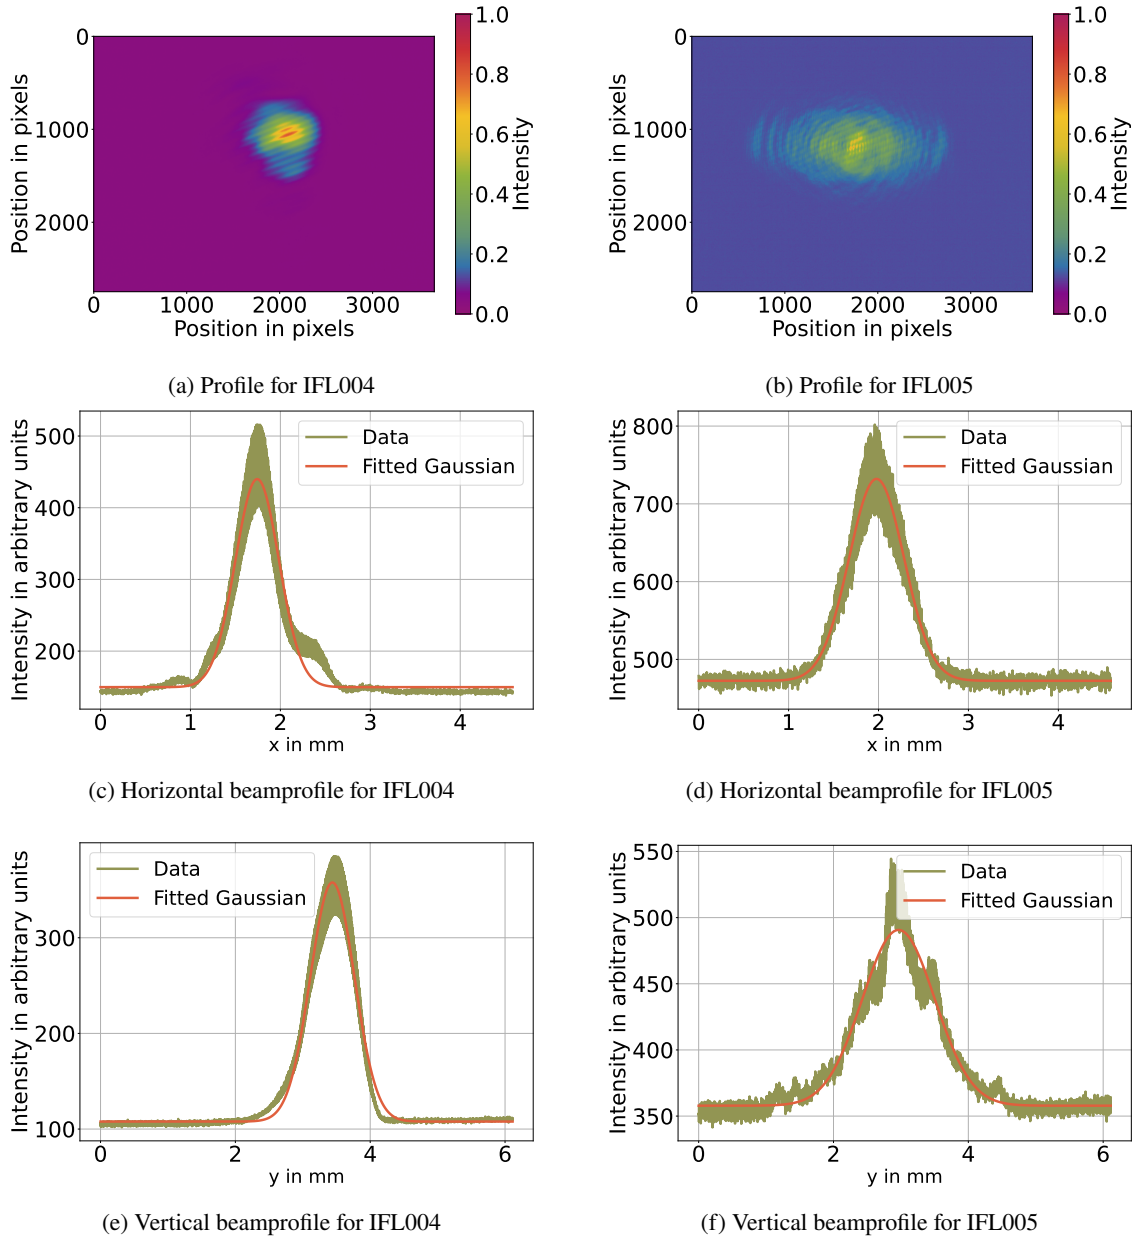 0
1000
2000
0 1000 2000 3000
Position in pixels
Position in pixels
0.0
0.2
0.4
0.6
0.8
1.0
Intensity
(a) Profile for IFL004
0
1000
2000
0 1000 2000 3000
Position in pixels
Position in pixels
0.0
0.2
0.4
0.6
0.8
1.0
Intensity
(b) Profile for IFL005
500
400
300
200
0 1 2 3 4
x in mm
Intensity in arbitrary units
Data
Fitted Gaussian
(c) Horizontal beamprofile for IFL004
800
700
600
500
0 1 2 3 4
x in mm
Intensity in arbitrary units
Data
Fitted Gaussian
(d) Horizontal beamprofile for IFL005
300
200
100
0 2 4 6
y in mm
Intensity in arbitrary units
Data
Fitted Gaussian
(e) Vertical beamprofile for IFL004
550
500
450
400
350
0 2 4 6
y in mm
Intensity in arbitrary units
Data
Fitted Gaussian
(f) Vertical beamprofile for IFL005